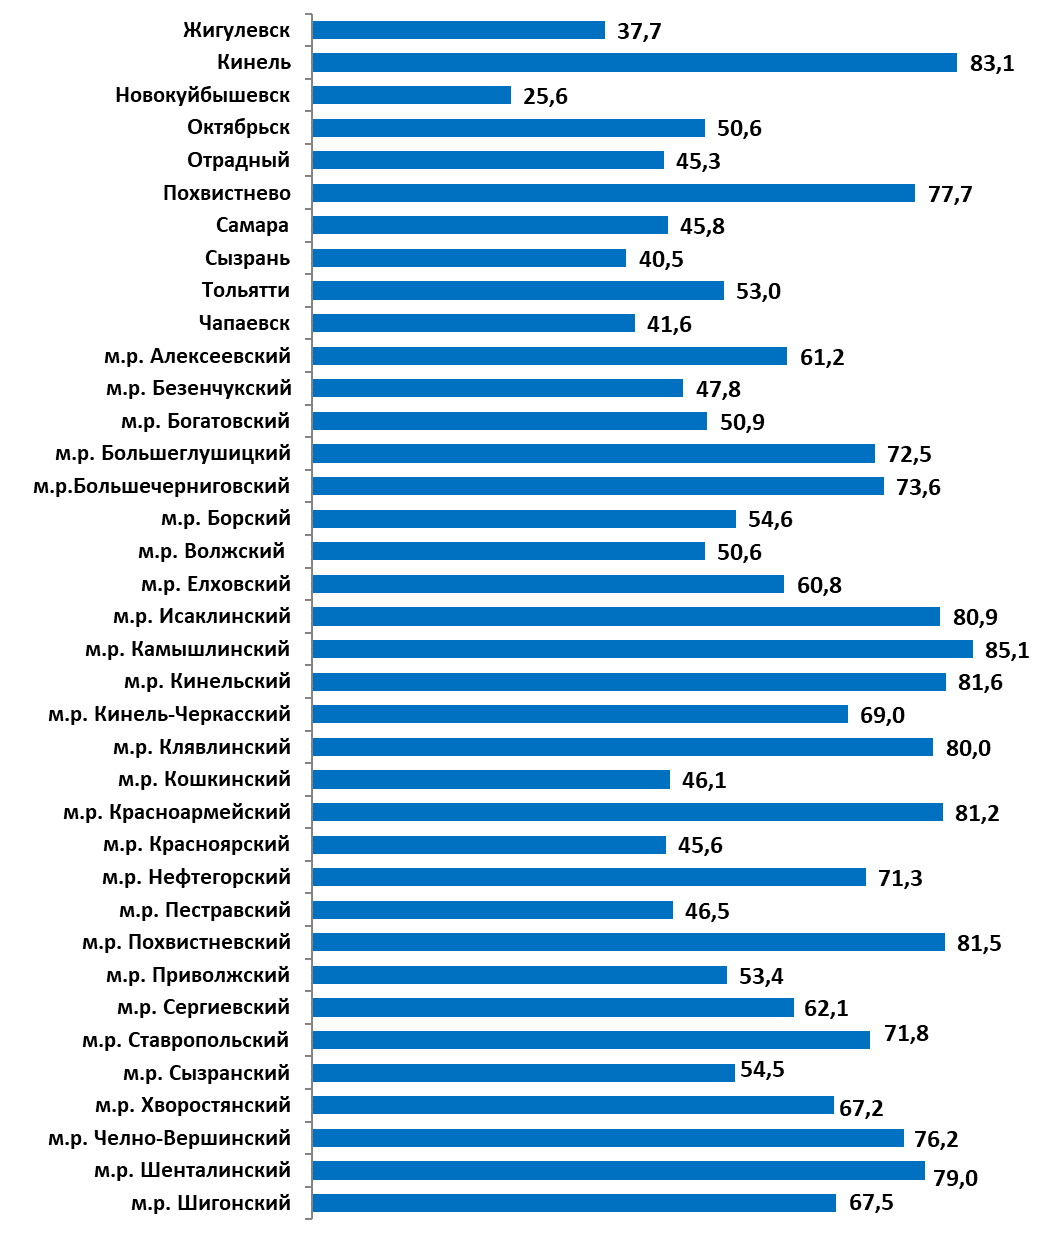 Жигулевск 37,7
Кинель 83,1
Новокуйбышевск 25,6
Октябрьск 50,6
Отрадный 45,3
Похвистнево 77,7
Самара 45,8
Сызрань 40,5
Тольятти 53,0
Чапаевск 41,6
м.р. Алексеевский 61,2
м.р. Безенчукский 47,8
м.р. Богатовский 50,9
м.р. Большеглушицкий 72,5
м.р.Большечерниговский 73,6
м.р. Борский 54,6
м.р. Волжский 50,6
м.р. Елховский 60,8
м.р. Исаклинский 80,9
м.р. Камышлинский 85,1
м.р. Кинельский 81,6
м.р. Кинель-Черкасский 69,0
м.р. Клявлинский 80,0
м.р. Кошкинский 46,1
м.р. Красноармейский 81,2
м.р. Красноярский 45,6
м.р. Нефтегорский 71,3
м.р. Пестравский 46,5
м.р. Похвистневский 81,5
м.р. Приволжский 53,4
м.р. Сергиевский 62,1
м.р. Ставропольский 71,8
м.р. Сызранский 54,5
м.р. Хворостянский 67,2
м.р. Челно-Вершинский 76,2
м.р. Шенталинский 79,0
м.р. Шигонский 67,5